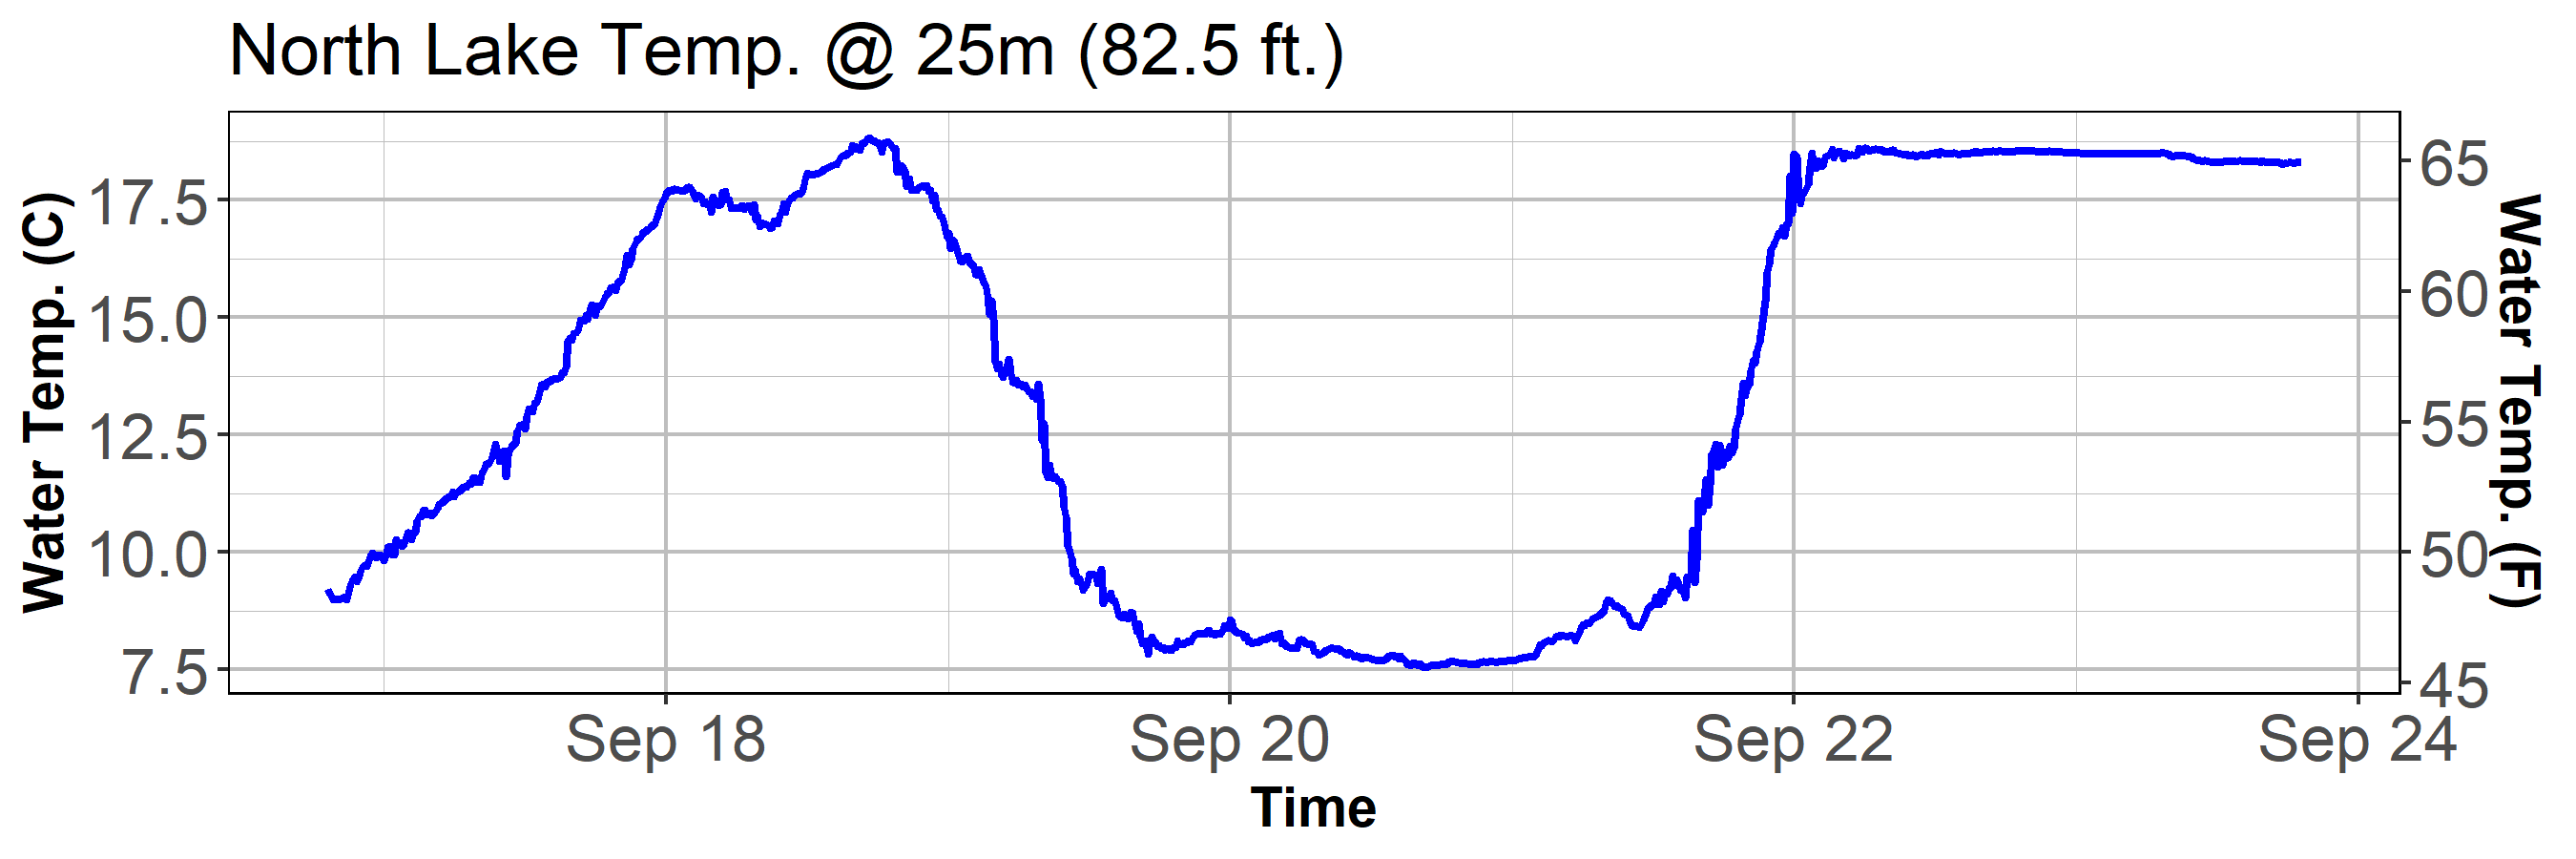 North Lake Temp. @ 25m (82.5 ft.)
Water Temp. (C)
17.5
15.0
12.5
10.0
7.5
65
60
55
50
45
Water Temp. (F)
Sep 18 Sep 20 Sep 22 Sep 24
Time